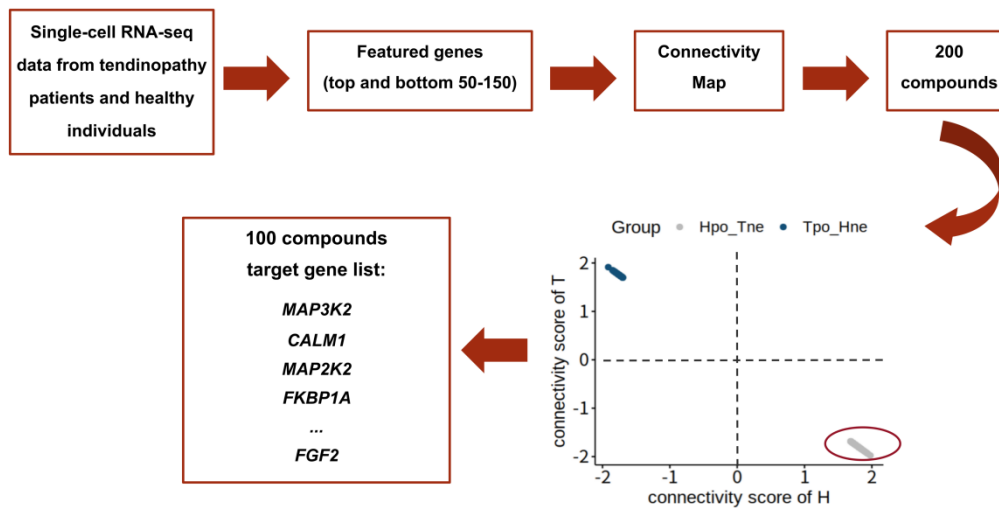 Single-cell RNA-seq
data from tendinopathy
patients and healthy
individuals
Featured genes
(top and bottom 50-150)
Connectivity
Map
200
compounds
100 compounds
target gene list:
MAP3K2
CALM1
MAP2K2
FKBP1A
...
FGF2
Group Hpo_Tne Tpo_Hne
connectivity score of T
2
1
0
-1
-2
-2 -1 0 1 2
connectivity score of H